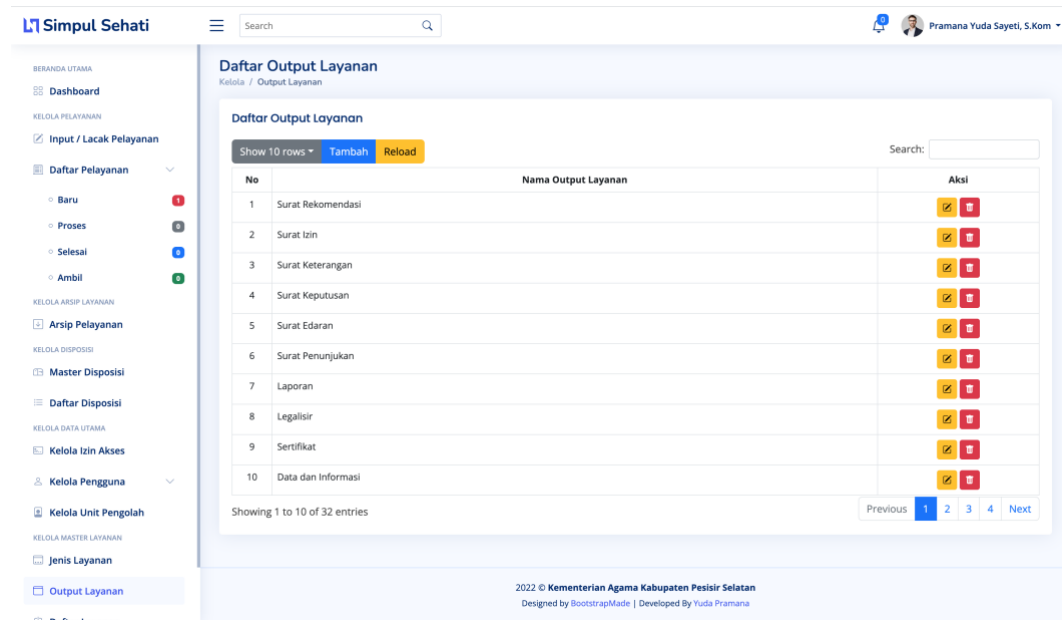 Simpul Sehati
Search
0
Pramana Yuda Sayeti, S.Kom
BERANDA UTAMA
Dashboard
KELOLA PELAYANAN
Input / Lacak Pelayanan
Daftar Pelayanan
Baru 1
Proses 0
Selesai 0
Ambil 0
KELOLA ARSIP LAYANAN
Arsip Pelayanan
KELOLA DISPOSISI
Master Disposisi
Daftar Disposisi
KELOLA DATA UTAMA
Kelola Izin Akses
Kelola Pengguna
Kelola Unit Pengolah
KELOLA MASTER LAYANAN
Jenis Layanan
Output Layanan
Daftar Output Layanan
Kelola / Output Layanan
Daftar Output Layanan
Show 10 rows Tambah Reload
Search:
No Nama Output Layanan Aksi
1 Surat Rekomendasi
2 Surat Izin
3 Surat Keterangan
4 Surat Keputusan
5 Surat Edaran
6 Surat Penunjukan
7 Laporan
8 Legalisir
9 Sertifikat
10 Data dan Informasi
Showing 1 to 10 of 32 entries
Previous 1 2 3 4 Next
2022 © Kementerian Agama Kabupaten Pesisir Selatan
Designed by BootstrapMade | Developed By Yuda Pramana